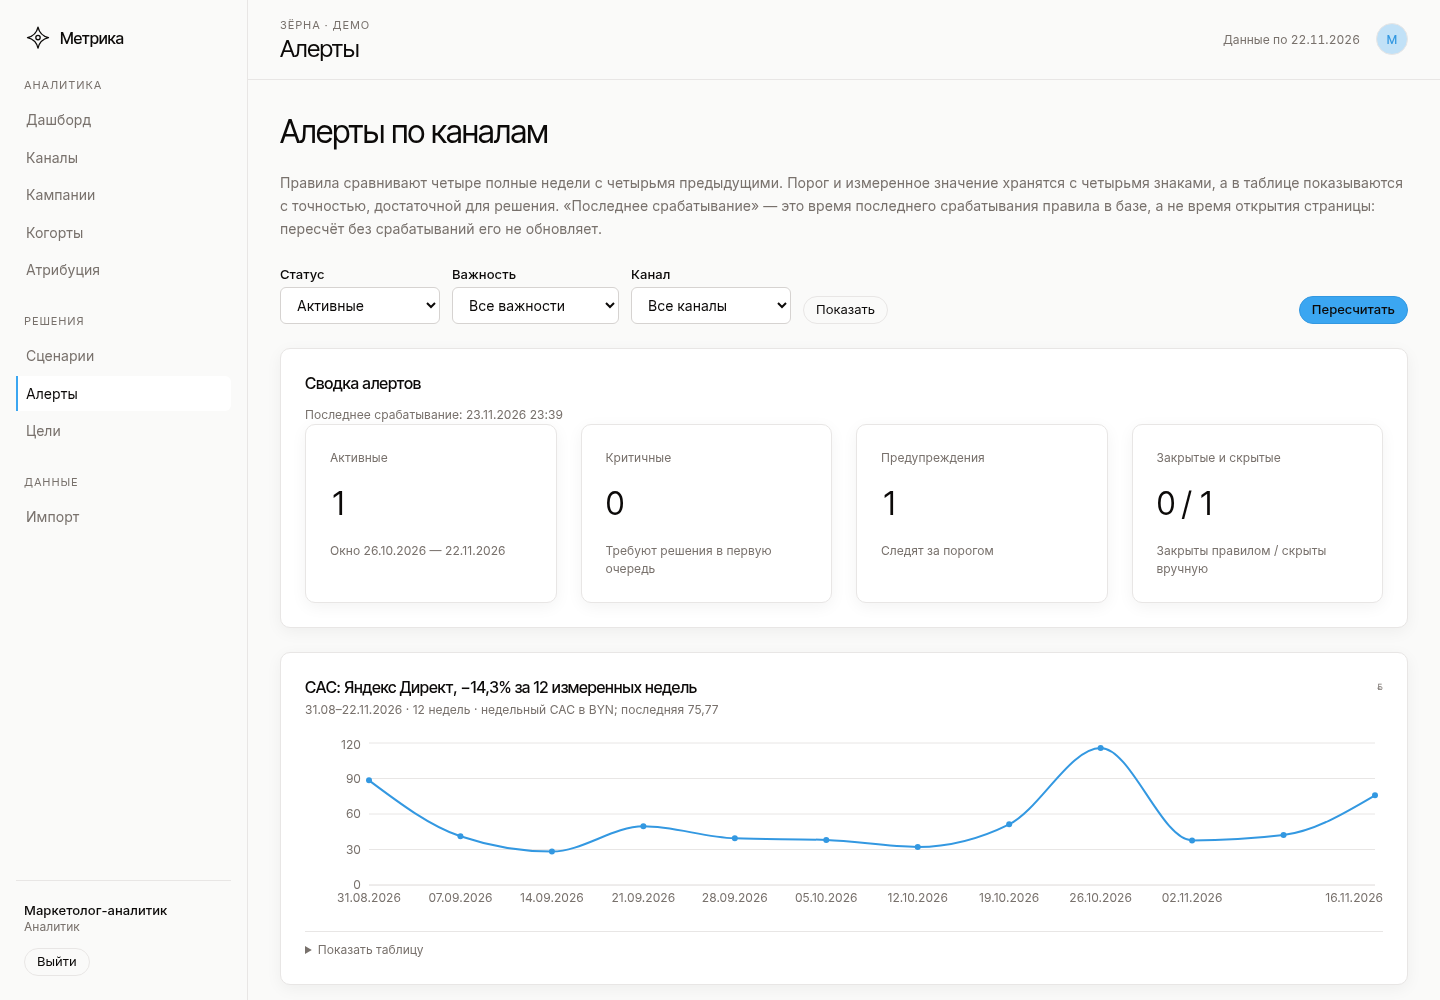 Метрика
АНАЛИТИКА
Дашборд
Каналы
Кампании
Когорты
Атрибуция
РЕШЕНИЯ
Сценарии
Алерты
Цели
ДАННЫЕ
Импорт
Маркетолог-аналитик
Аналитик
Выйти
ЗЁРНА · ДЕМО
Алерты
Данные по 22.11.2026
М
Алерты по каналам
Правила сравнивают четыре полные недели с четырьмя предыдущими. Порог и измеренное значение хранятся с четырьмя знаками, а в таблице показываются
с точностью, достаточной для решения. «Последнее срабатывание» — это время последнего срабатывания правила в базе, а не время открытия страницы:
пересчёт без срабатываний его не обновляет.
Статус
Важность
Канал
Активные
Все важности
Все каналы
Показать
Пересчитать
Сводка алертов
Последнее срабатывание: 23.11.2026 23:39
Активные
1
Окно 26.10.2026 — 22.11.2026
Критичные
0
Требуют решения в первую
очередь
Предупреждения
1
Следят за порогом
Закрытые и скрытые
0 / 1
Закрыты правилом / скрыты
вручную
CAC: Яндекс Директ, −14,3% за 12 измеренных недель
31.08–22.11.2026 · 12 недель · недельный CAC в BYN; последняя 75,77
120
90
60
30
0
31.08.2026 07.09.2026 14.09.2026 21.09.2026 28.09.2026 05.10.2026 12.10.2026 19.10.2026 26.10.2026 02.11.2026 16.11.2026
Показать таблицу